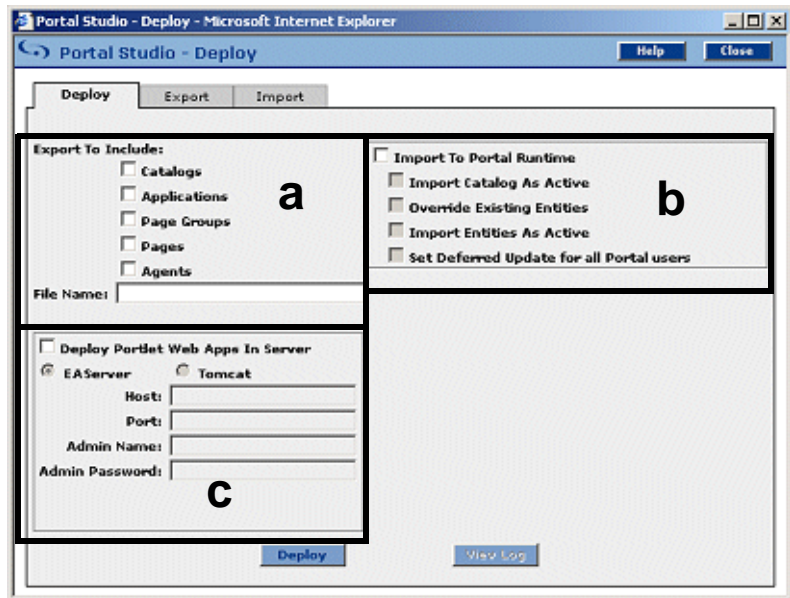 Portal Studio - Deploy - Microsoft Internet Explorer
Portal Studio - Deploy
Help
Close
Deploy
Export
Import
Export To Include:
Catalogs
Applications
Page Groups
Pages
Agents
File Name:
a
Import To Portal Runtime
Import Catalog As Active
Override Existing Entities
Import Entities As Active
Set Deferred Update for all Portal users
b
Deploy Portlet Web Apps In Server
EAServer
Tomcat
Host:
Port:
Admin Name:
Admin Password:
c
Deploy
View Log